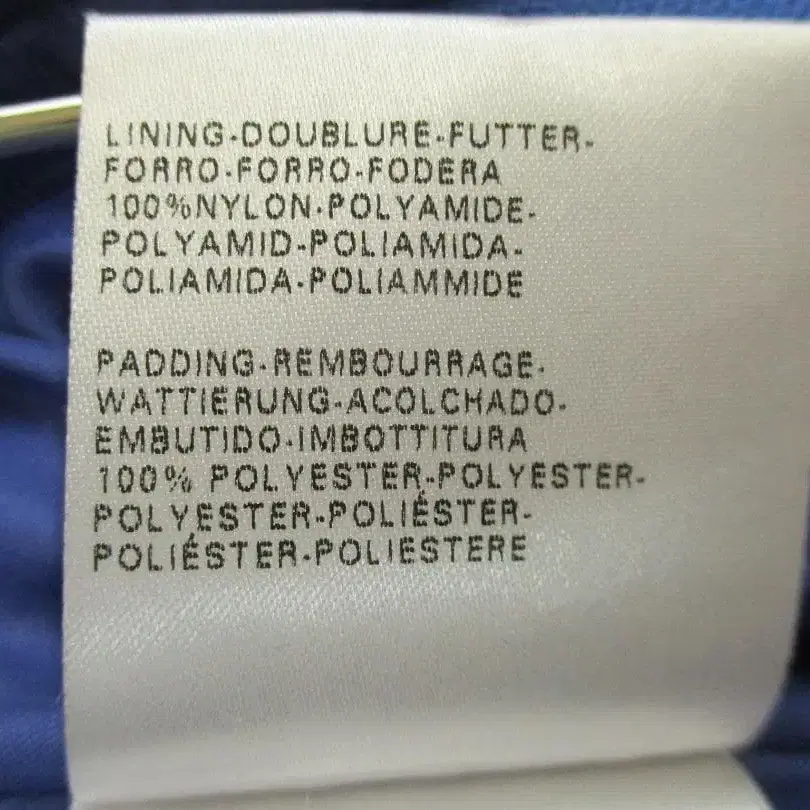 LINING-DOUBLURE-FUTTER-
FORRO-FORRO-FODERA
100%NYLON-POLYAMIDE-
POLYAMID-POLIAMIDA-
POLIAMIDA-POLIAMMIDE
PADDING-REMBOURRAGE-
WATTIERUNG-ACOLCHADO-
EMBUTIDO-IMBOTTITURA
100% POLYESTER-POLYESTER-
POLYESTER-POLIÉSTER-
POLIÉSTER-POLIESTERE